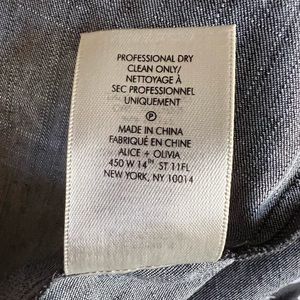 PROFESSIONAL DRY
CLEAN ONLY/
NETTOYAGE À
SEC PROFESSIONEL
UNIQUEMENT
Ⓟ
MADE IN CHINA
FABRIQUÉ EN CHINE
ALICE + OLIVIA
450 W 14TH ST 11FL
NEW YORK, NY 10014